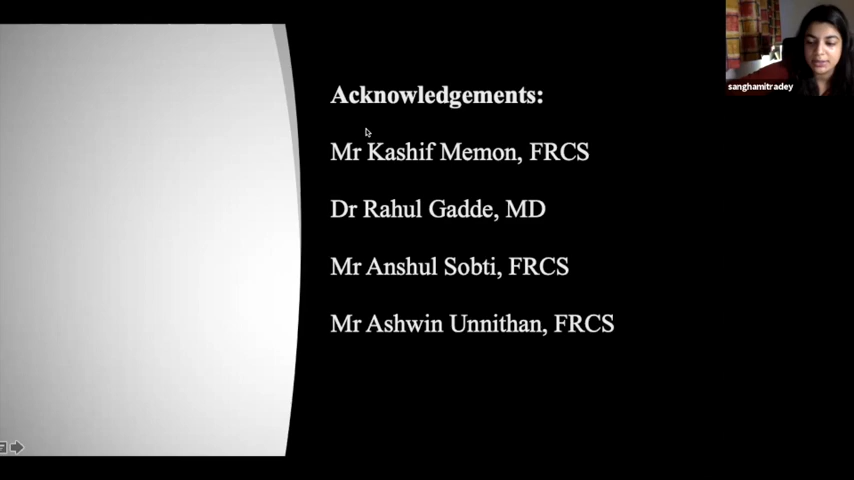 sanghamitradey
Acknowledgements:
Mr Kashif Memon, FRCS
Dr Rahul Gadde, MD
Mr Anshul Sobti, FRCS
Mr Ashwin Unnithan, FRCS